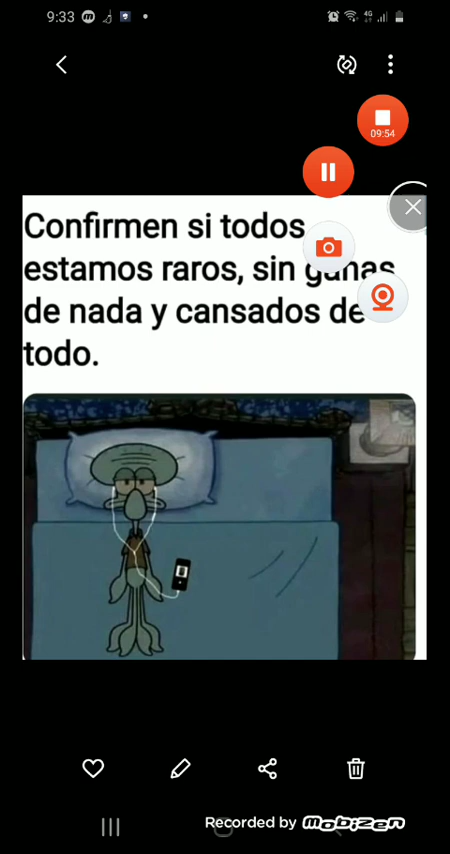 9:33
4G
09:54
Confirmen si todos
estamos raros, sin ganas
de nada y cansados de
todo.
Recorded by mobizen